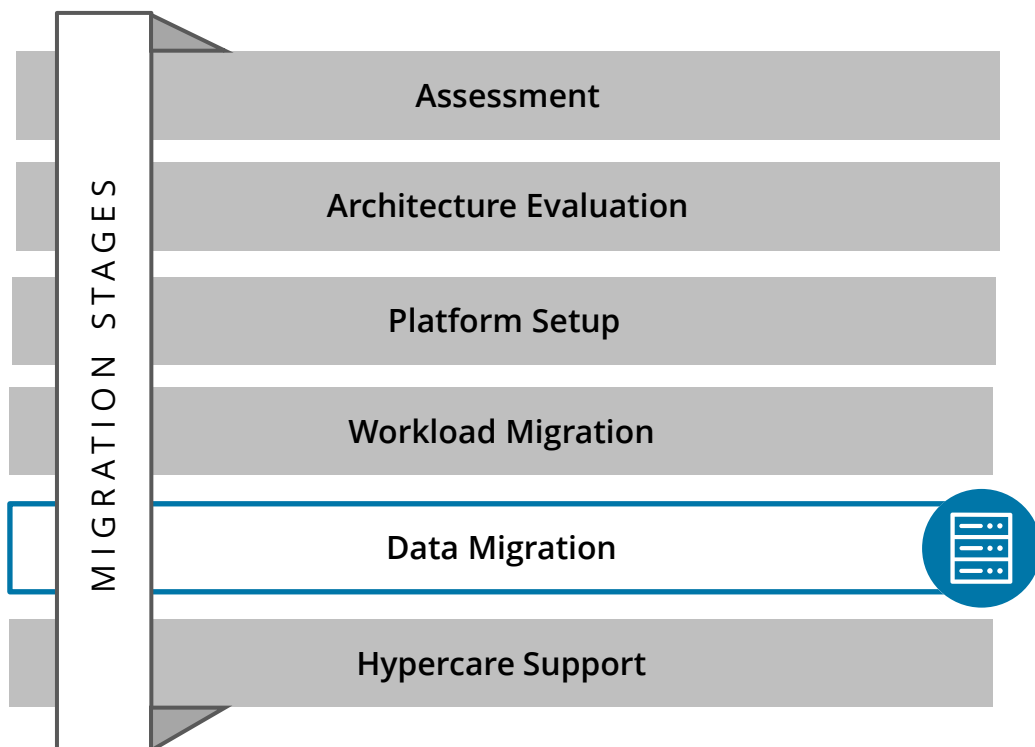 MIGRATION STAGES
Assessment
Architecture Evaluation
Platform Setup
Workload Migration
Data Migration
Hypercare Support